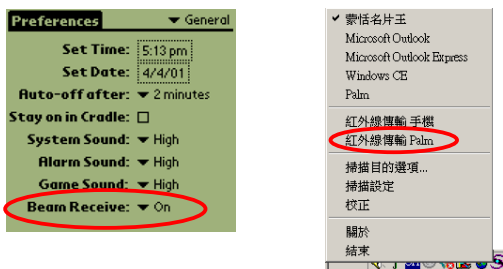 Preferences ▼ General
Set Time: 5:13 pm
Set Date: 4/4/01
Auto-off after: ▼ 2 minutes
Stay on in Cradle: ☐
System Sound: ▼ High
Alarm Sound: ▼ High
Game Sound: ▼ High
Beam Receive: ▼ On
✓ 蒙恬名片王
Microsoft Outlook
Microsoft Outlook Express
Windows CE
Palm
紅外線傳輸 手機
紅外線傳輸 Palm
掃描目的選項...
掃描設定
校正
關於
結束